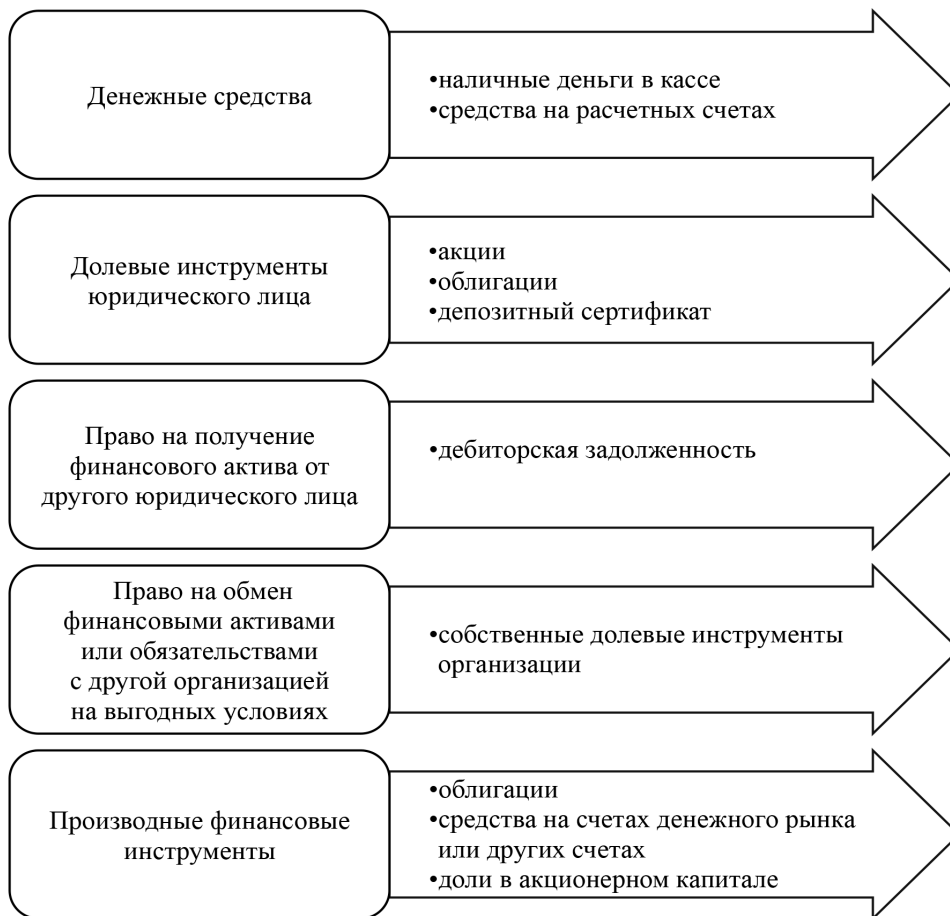 Денежные средства
•наличные деньги в кассе
•средства на расчетных счетах
Долевые инструменты
юридического лица
•акции
•облигации
•депозитный сертификат
Право на получение
финансового актива от
другого юридического лица
•дебиторская задолженность
Право на обмен
финансовыми активами
или обязательствами
с другой организацией
на выгодных условиях
•собственные долевые инструменты
организации
Производные финансовые
инструменты
•облигации
•средства на счетах денежного рынка
или других счетах
•доли в акционерном капитале